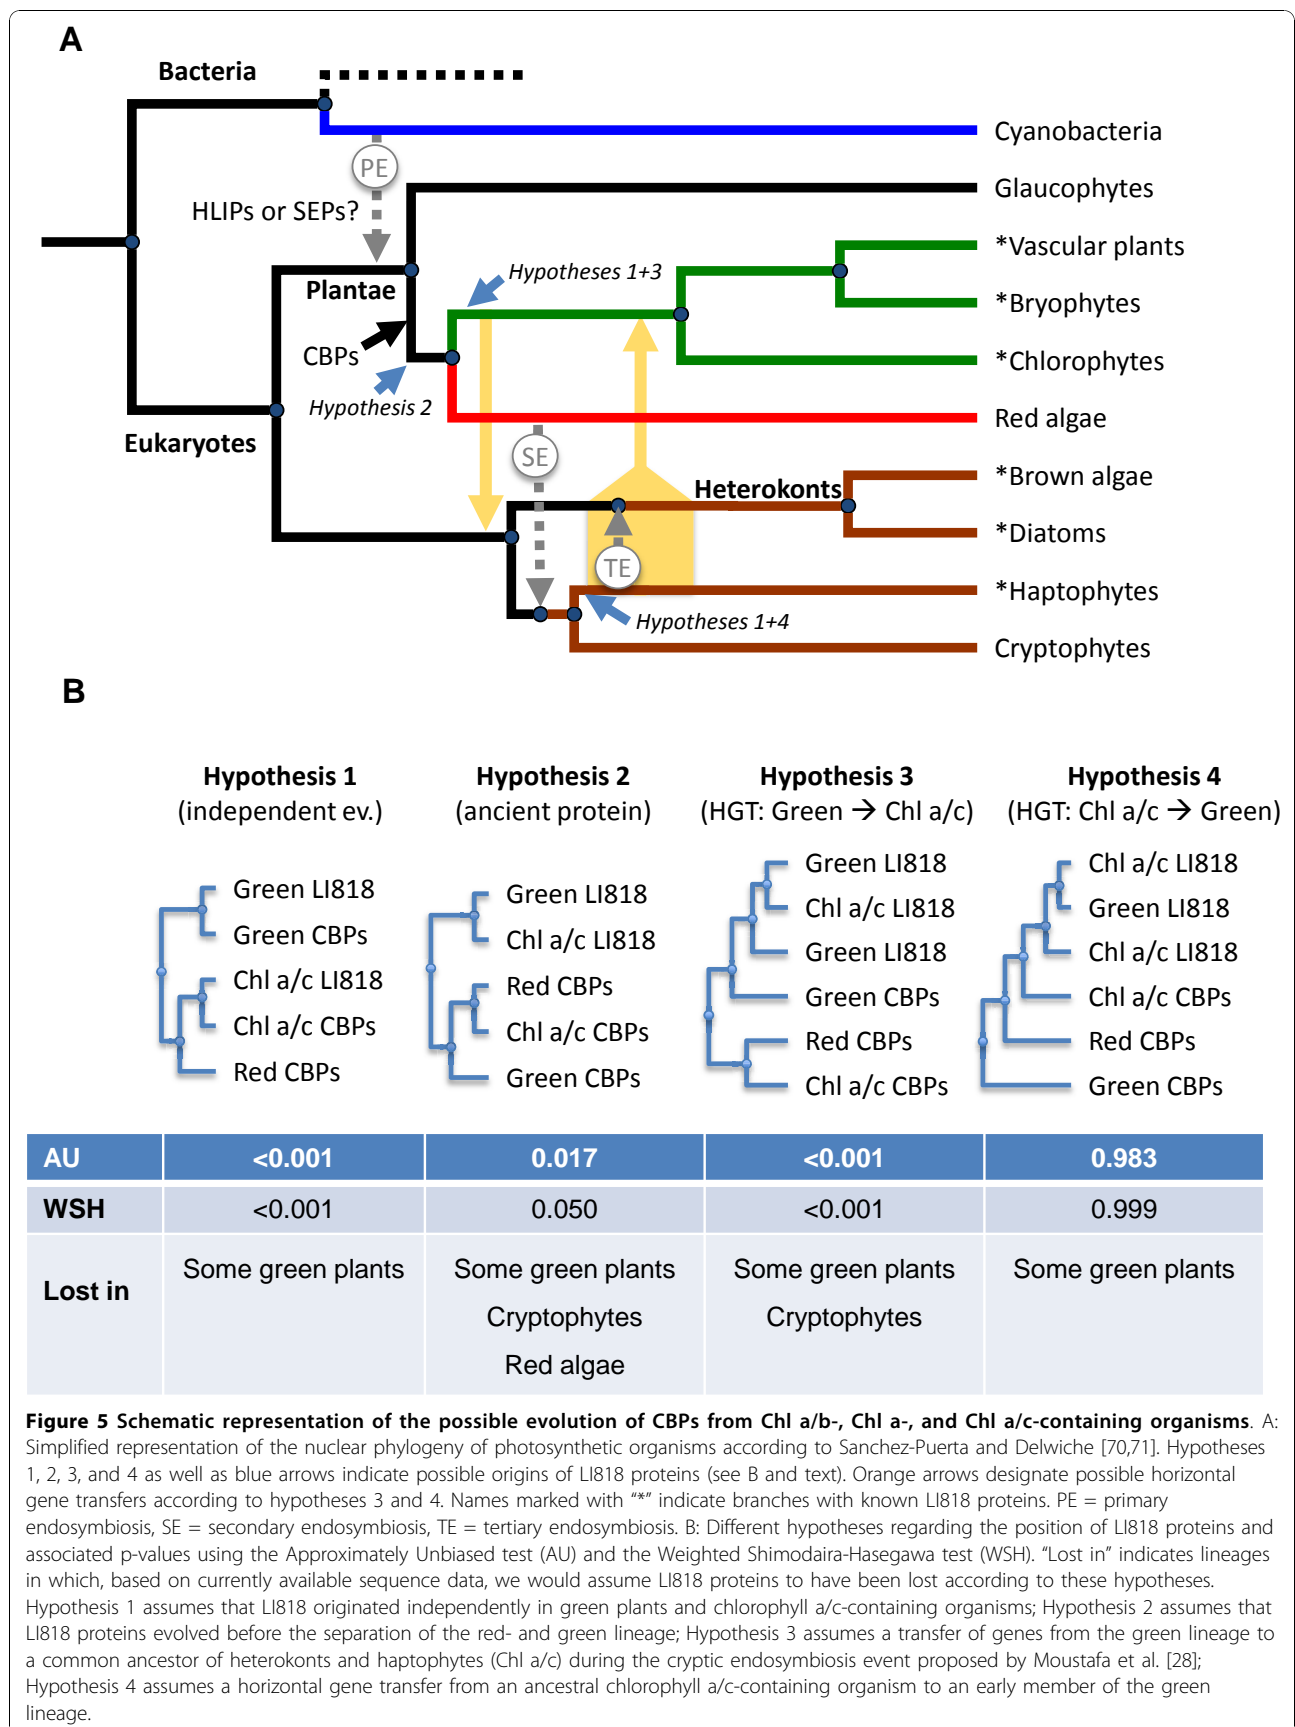 A
Bacteria
Cyanobacteria
PE
Glaucophytes
HLIPs or SEPs?
*Vascular plants
Hypotheses 1+3
Plantae
*Bryophytes
CBPs
*Chlorophytes
Hypothesis 2
Red algae
Eukaryotes
SE
*Brown algae
Heterokonts
*Diatoms
TE
*Haptophytes
Hypotheses 1+4
Cryptophytes
B
Hypothesis 1
(independent ev.)
Green LI818
Green CBPs
Chl a/c LI818
Chl a/c CBPs
Red CBPs
Hypothesis 2
(ancient protein)
Green LI818
Chl a/c LI818
Red CBPs
Chl a/c CBPs
Green CBPs
Hypothesis 3
(HGT: Green → Chl a/c)
Green LI818
Chl a/c LI818
Green LI818
Green CBPs
Red CBPs
Chl a/c CBPs
Hypothesis 4
(HGT: Chl a/c → Green)
Chl a/c LI818
Green LI818
Chl a/c LI818
Chl a/c CBPs
Red CBPs
Green CBPs
AU <0.001 0.017 <0.001 0.983
WSH <0.001 0.050 <0.001 0.999
Lost in
Some green plants Some green plants Some green plants Some green plants
Cryptophytes Cryptophytes
Red algae
Figure 5 Schematic representation of the possible evolution of CBPs from Chl a/b-, Chl a-, and Chl a/c-containing organisms. A:
Simplified representation of the nuclear phylogeny of photosynthetic organisms according to Sanchez-Puerta and Delwiche [70,71]. Hypotheses
1, 2, 3, and 4 as well as blue arrows indicate possible origins of LI818 proteins (see B and text). Orange arrows designate possible horizontal
gene transfers according to hypotheses 3 and 4. Names marked with “*” indicate branches with known LI818 proteins. PE = primary
endosymbiosis, SE = secondary endosymbiosis, TE = tertiary endosymbiosis. B: Different hypotheses regarding the position of LI818 proteins and
associated p-values using the Approximately Unbiased test (AU) and the Weighted Shimodaira-Hasegawa test (WSH). “Lost in” indicates lineages
in which, based on currently available sequence data, we would assume LI818 proteins to have been lost according to these hypotheses.
Hypothesis 1 assumes that LI818 originated independently in green plants and chlorophyll a/c-containing organisms; Hypothesis 2 assumes that
LI818 proteins evolved before the separation of the red- and green lineage; Hypothesis 3 assumes a transfer of genes from the green lineage to
a common ancestor of heterokonts and haptophytes (Chl a/c) during the cryptic endosymbiosis event proposed by Moustafa et al. [28];
Hypothesis 4 assumes a horizontal gene transfer from an ancestral chlorophyll a/c-containing organism to an early member of the green
lineage.